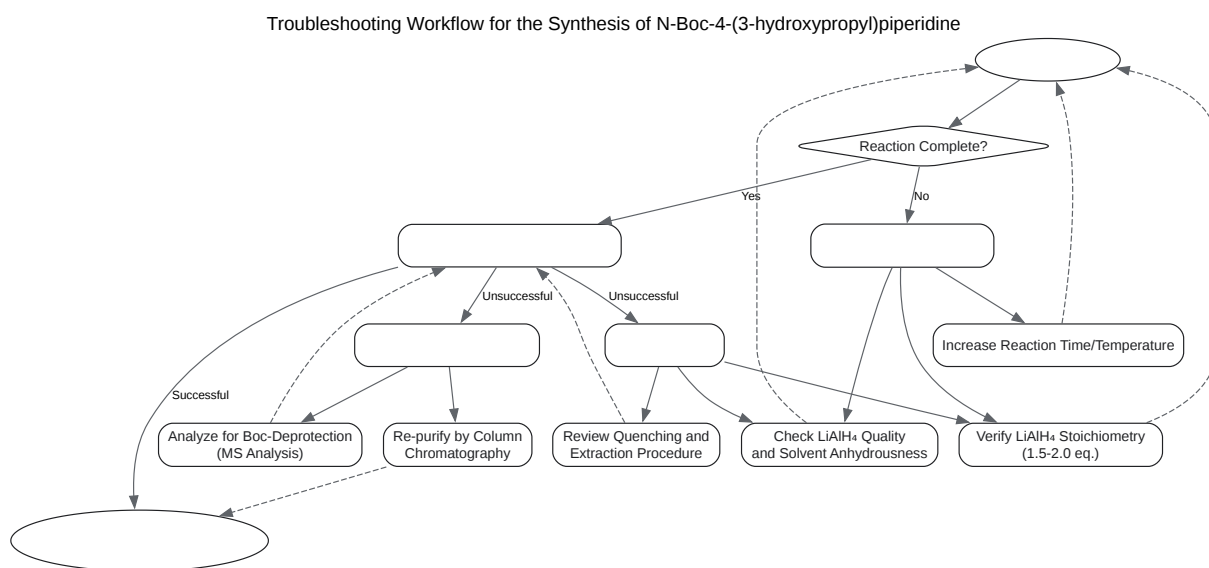 Troubleshooting Workflow for the Synthesis of N-Boc-4-(3-hydroxypropyl)piperidine
Reaction Complete?
Yes
No
Unsuccessful
Unsuccessful
Increase Reaction Time/Temperature
Successful
Analyze for Boc-Deprotection
(MS Analysis)
Re-purify by Column
Chromatography
Review Quenching and
Extraction Procedure
Check LiAlH₄ Quality
and Solvent Anhydrousness
Verify LiAlH₄ Stoichiometry
(1.5-2.0 eq.)